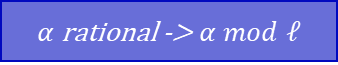 α rational -> α mod ℓ